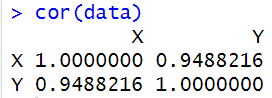 > cor(data)
X Y
X 1.0000000 0.9488216
Y 0.9488216 1.0000000